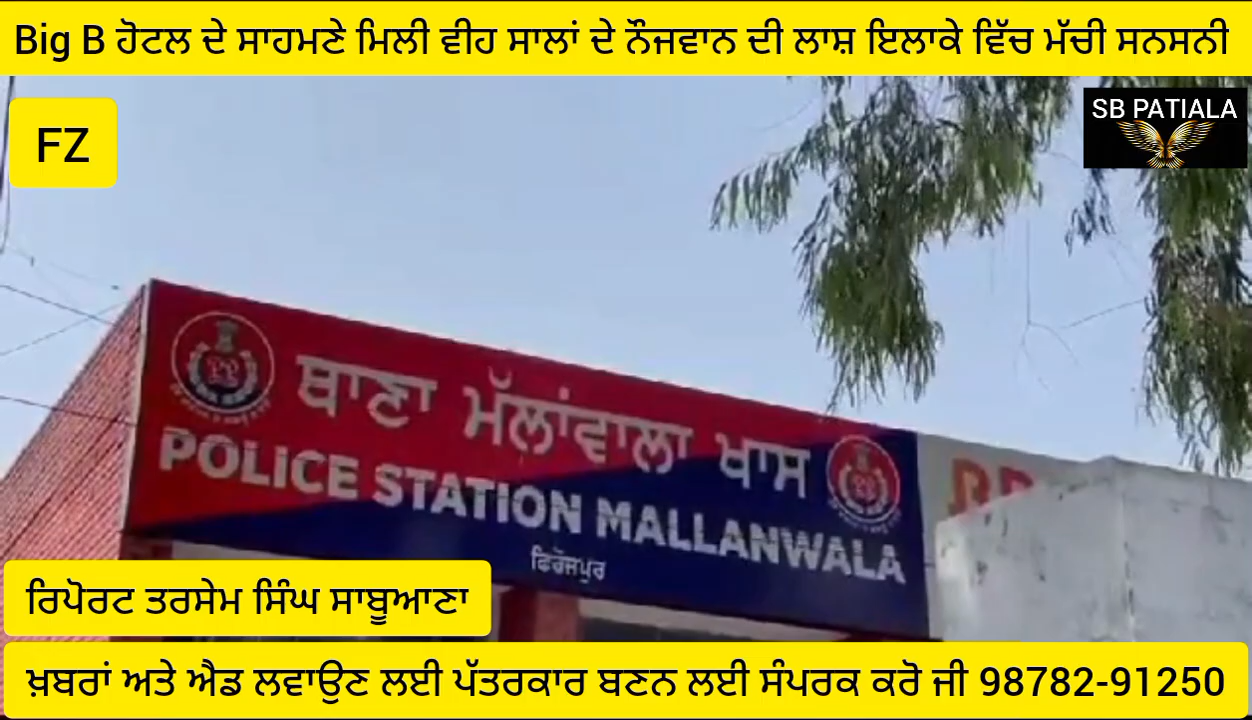 Big B ਹੋਟਲ ਦੇ ਸਾਹਮਣੇ ਮਿਲੀ ਵੀਹ ਸਾਲਾਂ ਦੇ ਨੌਜਵਾਨ ਦੀ ਲਾਸ਼ ਇਲਾਕੇ ਵਿੱਚ ਮੱਚੀ ਸਨਸਨੀ
FZ
SB PATIALA
ਥਾਣਾ ਮੱਲਾਂਵਾਲਾ ਖਾਸ
POLICE STATION MALLANWALA
ਫਿਰੋਜਪੁਰ
ਰਿਪੋਰਟ ਤਰਸੇਮ ਸਿੰਘ ਸਾਬੂਆਣਾ
ਖ਼ਬਰਾਂ ਅਤੇ ਐਡ ਲਵਾਉਣ ਲਈ ਪੱਤਰਕਾਰ ਬਣਨ ਲਈ ਸੰਪਰਕ ਕਰੋ ਜੀ 98782-91250